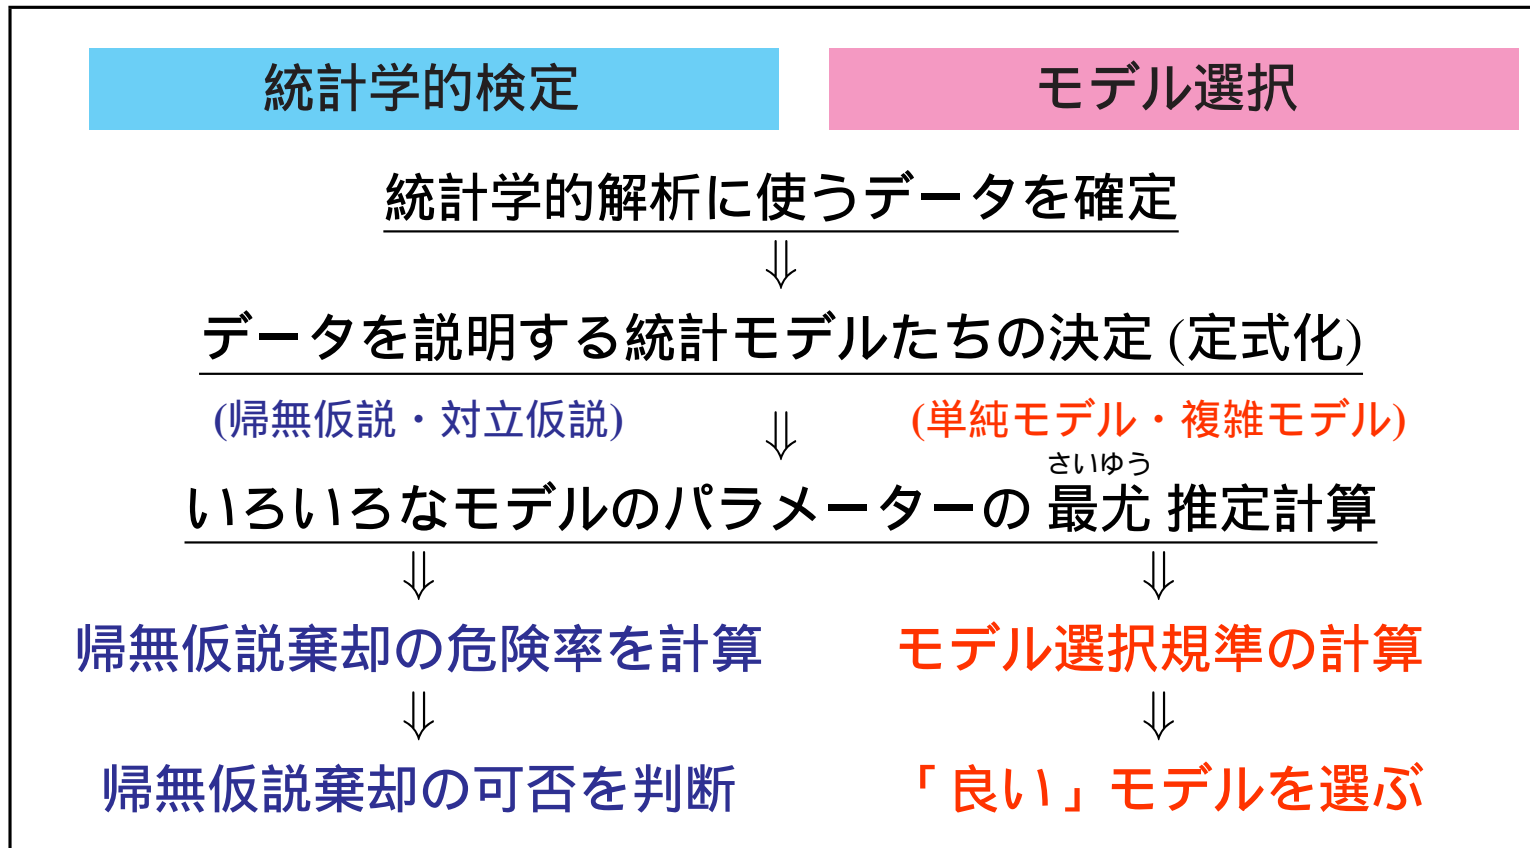 統計学的検定 モデル選択
統計学的解析に使うデータを確定
⇓
データを説明する統計モデルたちの決定 (定式化)
(帰無仮説・対立仮説) ⇓ (単純モデル・複雑モデル)
さいゆう
いろいろなモデルのパラメーターの 最尤 推定計算
⇓ ⇓
帰無仮説棄却の危険率を計算 モデル選択規準の計算
⇓ ⇓
帰無仮説棄却の可否を判断 「良い」モデルを選ぶ